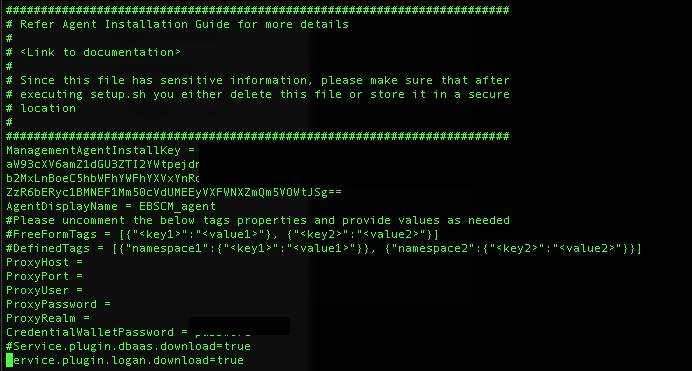 ########################################################################
# Refer Agent Installation Guide for more details
#
# <Link to documentation>
#
# Since this file has sensitive information, please make sure that after
# executing setup.sh you either delete this file or store it in a secure
# location
#
########################################################################
ManagementAgentInstallKey =
aW93cXV6amZ1dGU3ZTI2YWtpejdn
b2MxLnBoeC5hbWFhYWFhYXVxYnRo
ZzR6bERyc1BMNEF1Mm50cVdUMEEyVXFWNXZmQm5VOWtJSg==
AgentDisplayName = EBSCM_agent
#Please uncomment the below tags properties and provide values as needed
#FreeFormTags = [{"<key1>":"<value1>"}, {"<key2>":"<value2>"}]
#DefinedTags = [{"namespace1":{"<key1>":"<value1>"}}, {"namespace2":{"<key2>":"<value2>"}}]
ProxyHost =
ProxyPort =
ProxyUser =
ProxyPassword =
ProxyRealm =
CredentialWalletPassword =
#Service.plugin.dbaas.download=true
ervice.plugin.logan.download=true